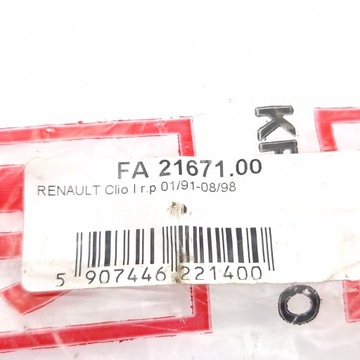 FA 21671.00
RENAULT Clio I r.p 01/91-08/98
5 907446 221400